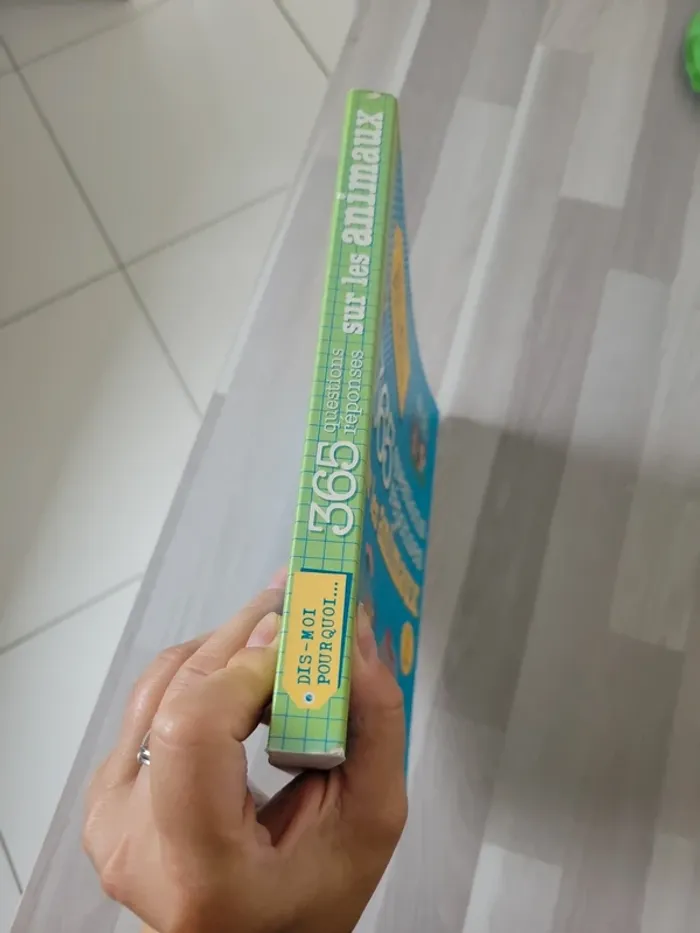 DIS-MOI
POURQUOI...
365 questions
réponses
sur les animaux